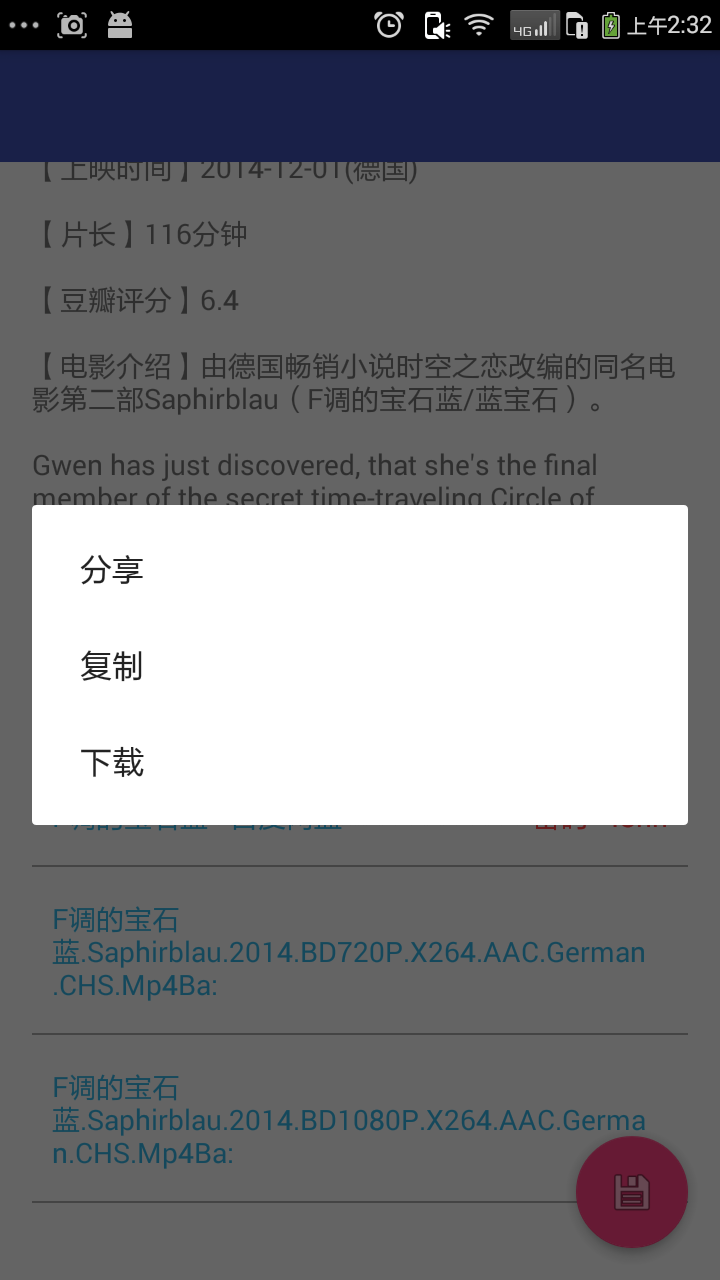 4G 上午2:32
【上映时间】2014-12-01(德国)
【片长】116分钟
【豆瓣评分】6.4
【电影介绍】由德国畅销小说时空之恋改编的同名电
影第二部Saphirblau（F调的宝石蓝/蓝宝石）。
Gwen has just discovered, that she's the final
member of the secret time-traveling Circle of
分享
复制
下载
F调的宝石
蓝.Saphirblau.2014.BD720P.X264.AAC.German
.CHS.Mp4Ba:
F调的宝石
蓝.Saphirblau.2014.BD1080P.X264.AAC.Germa
n.CHS.Mp4Ba: